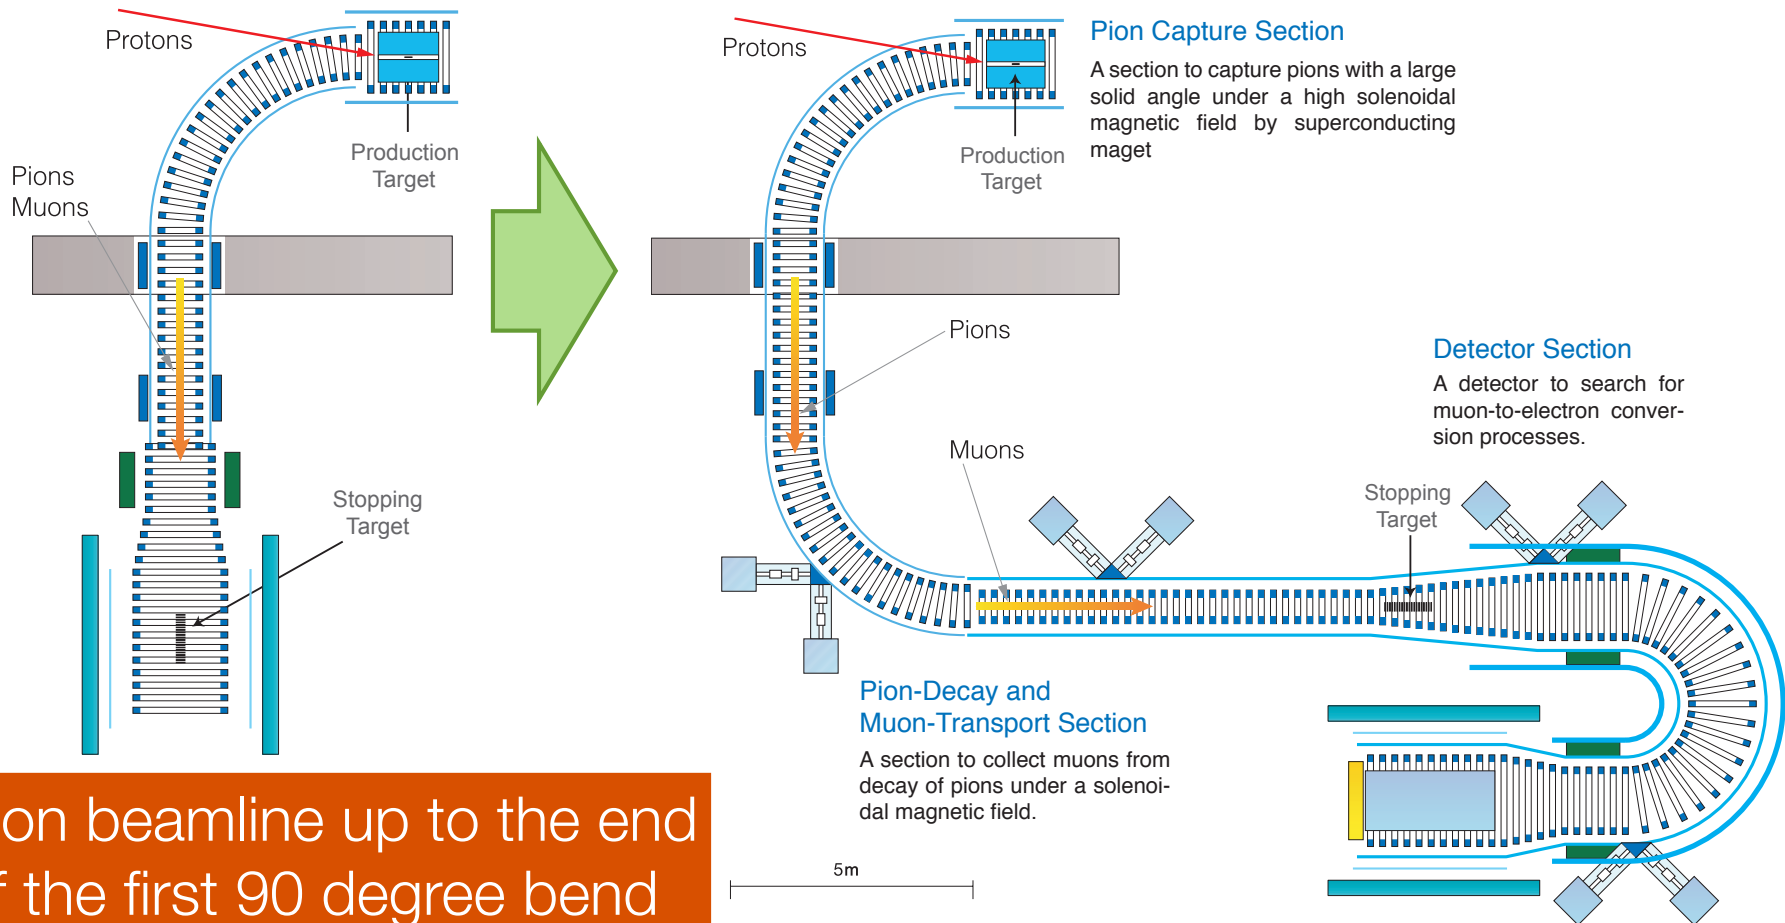 Protons
Production
Target
Pions
Muons
Stopping
Target
Protons
Production
Target
Pion Capture Section
A section to capture pions with a large
solid angle under a high solenoidal
magnetic field by superconducting
maget
Pions
Muons
Detector Section
A detector to search for
muon-to-electron conver-
sion processes.
Stopping
Target
Pion-Decay and
Muon-Transport Section
A section to collect muons from
decay of pions under a solenoi-
dal magnetic field.
5m
on beamline up to the end
the first 90 degree bend